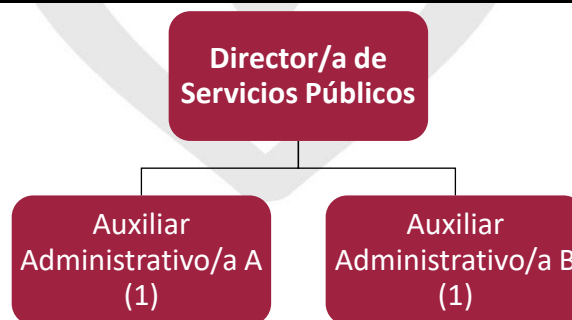 Director/a de
Servicios Públicos
Auxiliar
Administrativo/a A
(1)
Auxiliar
Administrativo/a B
(1)